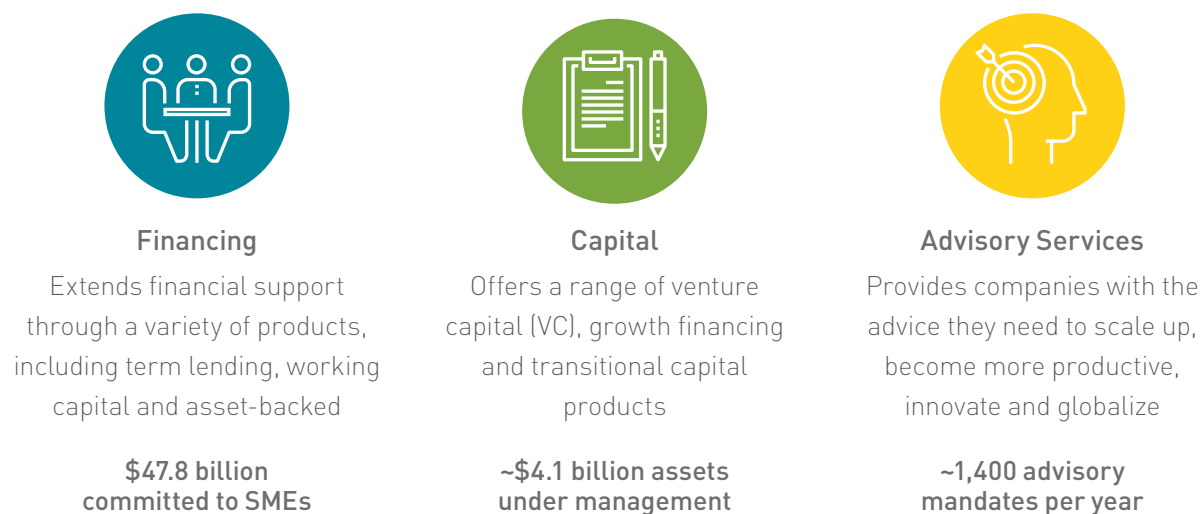 Financing
Extends financial support
through a variety of products,
including term lending, working
capital and asset-backed
$47.8 billion
committed to SMEs
Capital
Offers a range of venture
capital (VC), growth financing
and transitional capital
products
~$4.1 billion assets
under management
Advisory Services
Provides companies with the
advice they need to scale up,
become more productive,
innovate and globalize
~1,400 advisory
mandates per year